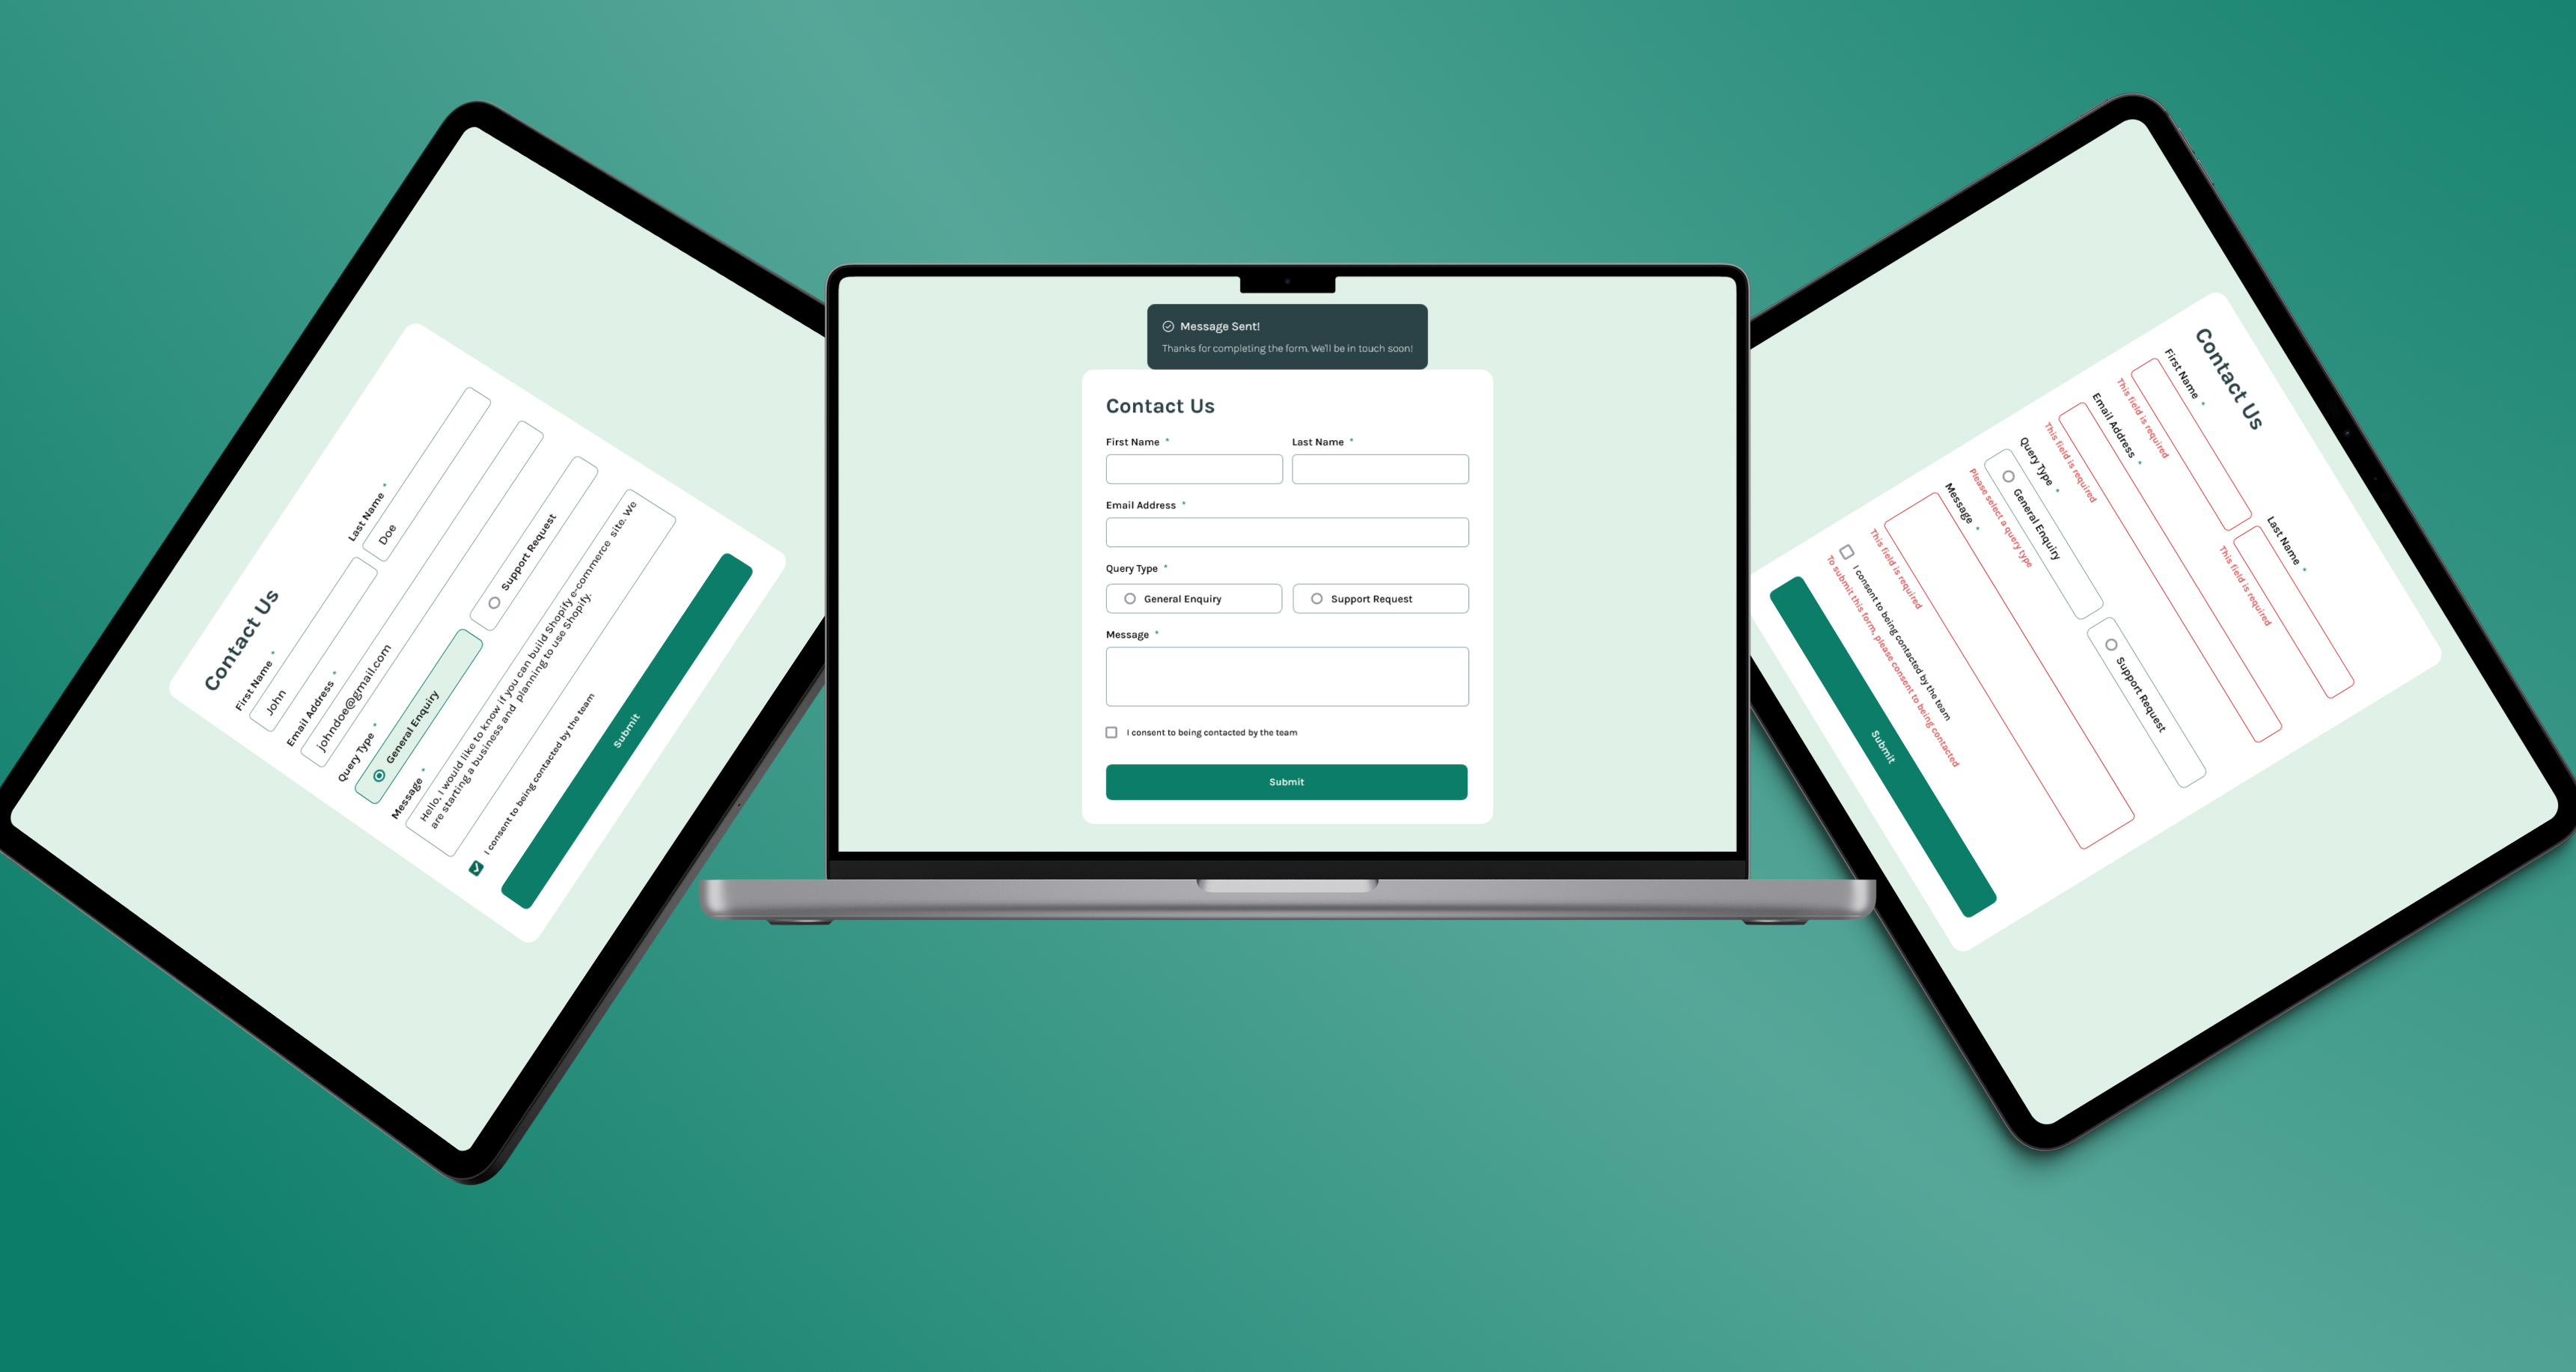 Contact Us
First Name *
Last Name *
John
Doe
Email Address *
johndoe@gmail.com
Query Type *
General Enquiry
Support Request
Message *
Hello, I would like to know if you can build Shopify e-commerce site. We
are starting a business and planning to use Shopify.
I consent to being contacted by the team
Submit
Message Sent!
Thanks for completing the form. We'll be in touch soon!
Contact Us
First Name *
Last Name *
Email Address *
Query Type *
General Enquiry
Support Request
Message *
I consent to being contacted by the team
Submit
Contact Us
First Name *
Last Name *
This field is required
This field is required
Email Address *
This field is required
Query Type *
General Enquiry
Support Request
Please select a query type
Message *
This field is required
I consent to being contacted by the team
To submit this form, please consent to being contacted
Submit